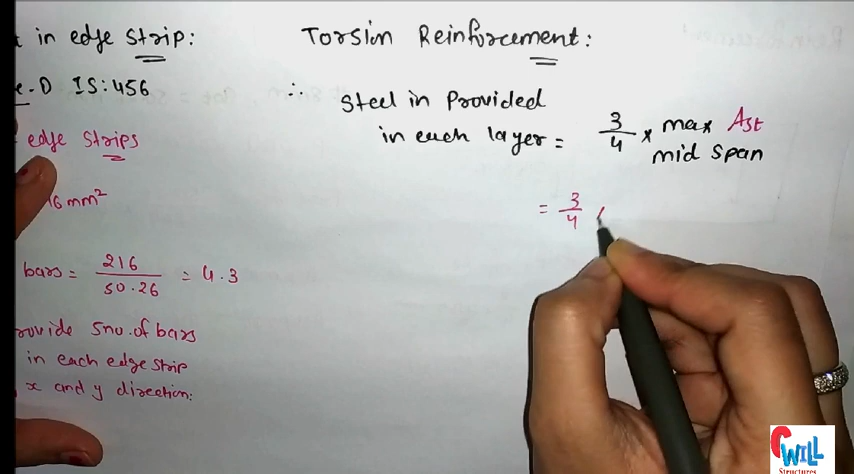 t in edge strip:
e-D IS:456
edge strips
16 mm²
bars = 216/50.26 = 4.3
rovide 5no. of bars
in each edge strip
x and y direction:
Torsion Reinforcement:
∴ Steel in Provided
in each layer = 3/4 × max Ast
mid span
= 3/4
CWILL
Structures